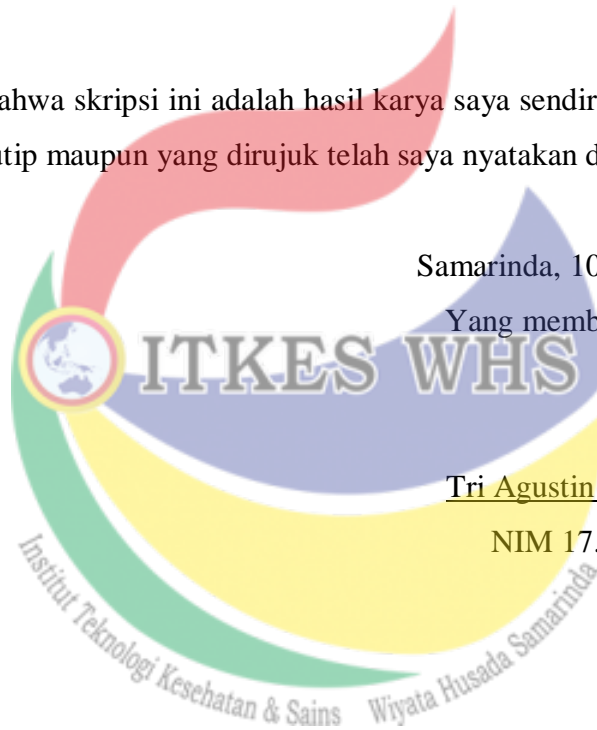 ahwa skripsi ini adalah hasil karya saya sendir
utip maupun yang dirujuk telah saya nyatakan d
Samarinda, 10
Yang memb
ITKES WHS
Tri Agustin
NIM 17.
Institut Teknologi Kesehatan & Sains Wiyata Husada Samarinda